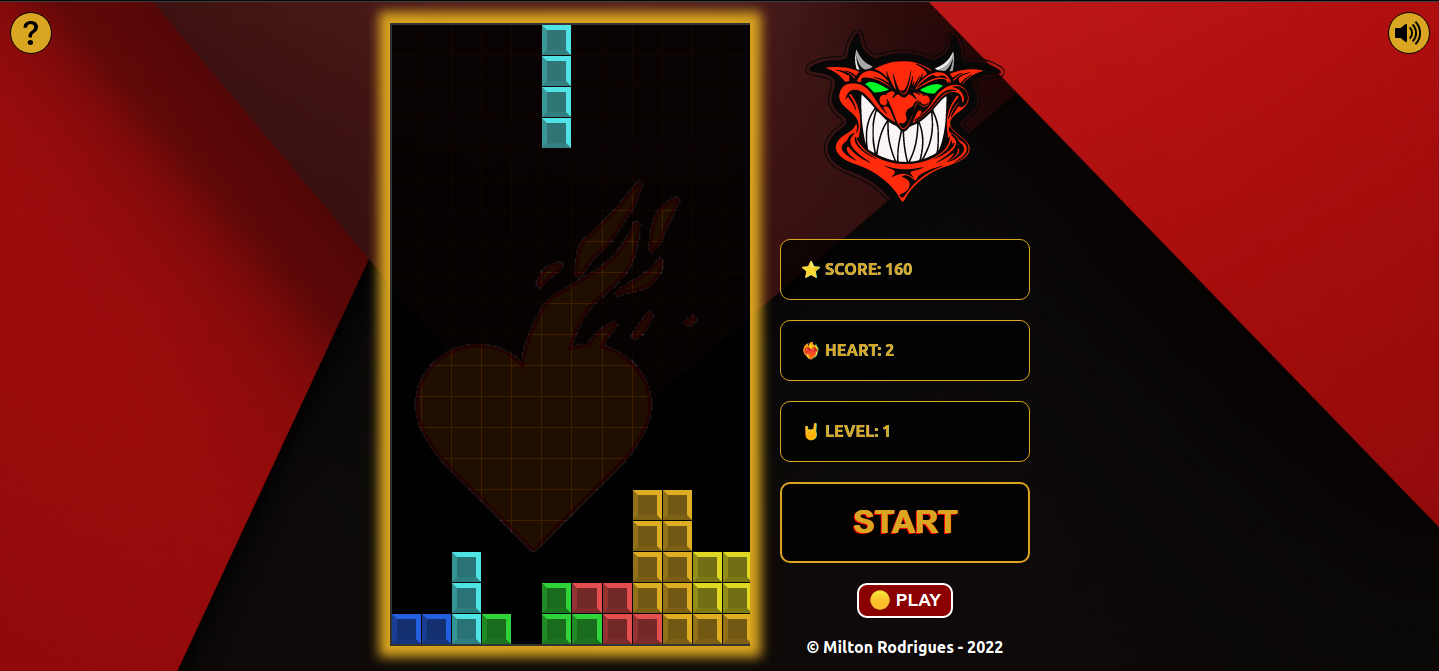 ?
⭐ SCORE: 160
❤️‍🔥 HEART: 2
🤘 LEVEL: 1
START
🟡 PLAY
© Milton Rodrigues - 2022